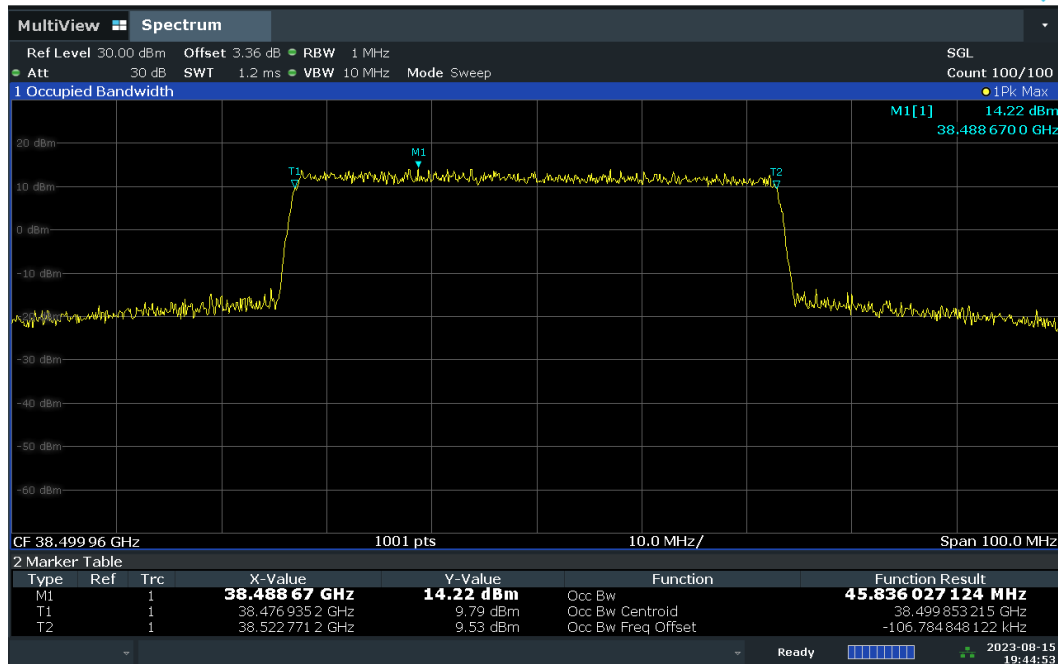 MultiView Spectrum
Ref Level 30.00 dBm Offset 3.36 dB RBW 1 MHz SGL
Att 30 dB SWT 1.2 ms VBW 10 MHz Mode Sweep Count 100/100
1 Occupied Bandwidth 1Pk Max
M1[1] 14.22 dBm
38.488 670 0 GHz
20 dBm
M1
T1 T2
10 dBm
0 dBm
-10 dBm
-20 dBm
-30 dBm
-40 dBm
-50 dBm
-60 dBm
CF 38.499 96 GHz 1001 pts 10.0 MHz/ Span 100.0 MHz
2 Marker Table
Type Ref Trc X-Value Y-Value Function Function Result
M1 1 38.488 67 GHz 14.22 dBm Occ Bw 45.836 027 124 MHz
T1 1 38.476 935 2 GHz 9.79 dBm Occ Bw Centroid 38.499 853 215 GHz
T2 1 38.522 771 2 GHz 9.53 dBm Occ Bw Freq Offset -106.784 848 122 kHz
Ready 2023-08-15
19:44:53